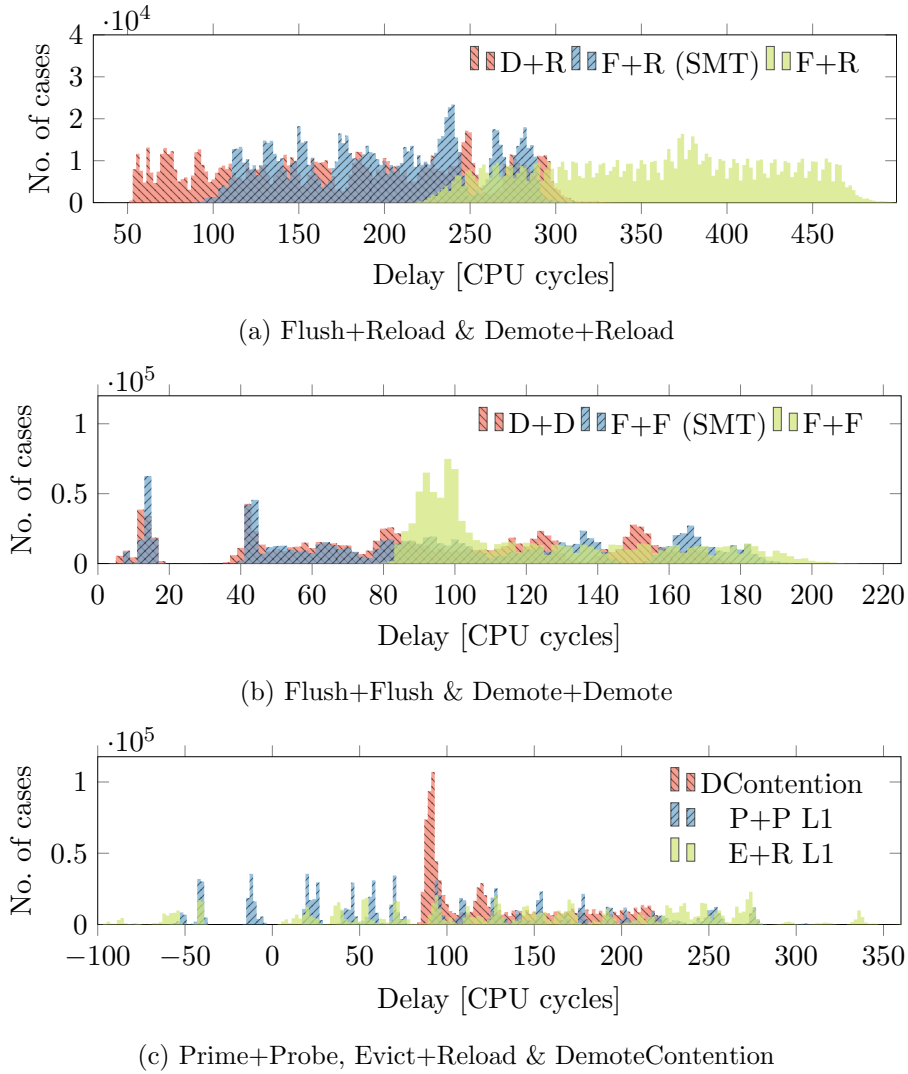 ·10^4
4
3
2
1
0
No. of cases
D+R F+R (SMT) F+R
50 100 150 200 250 300 350 400 450
Delay [CPU cycles]
(a) Flush+Reload & Demote+Reload
·10^5
1
0.5
0
No. of cases
D+D F+F (SMT) F+F
0 20 40 60 80 100 120 140 160 180 200 220
Delay [CPU cycles]
(b) Flush+Flush & Demote+Demote
·10^5
1
0.5
0
No. of cases
DContention
P+P L1
E+R L1
−100 −50 0 50 100 150 200 250 300 350
Delay [CPU cycles]
(c) Prime+Probe, Evict+Reload & DemoteContention